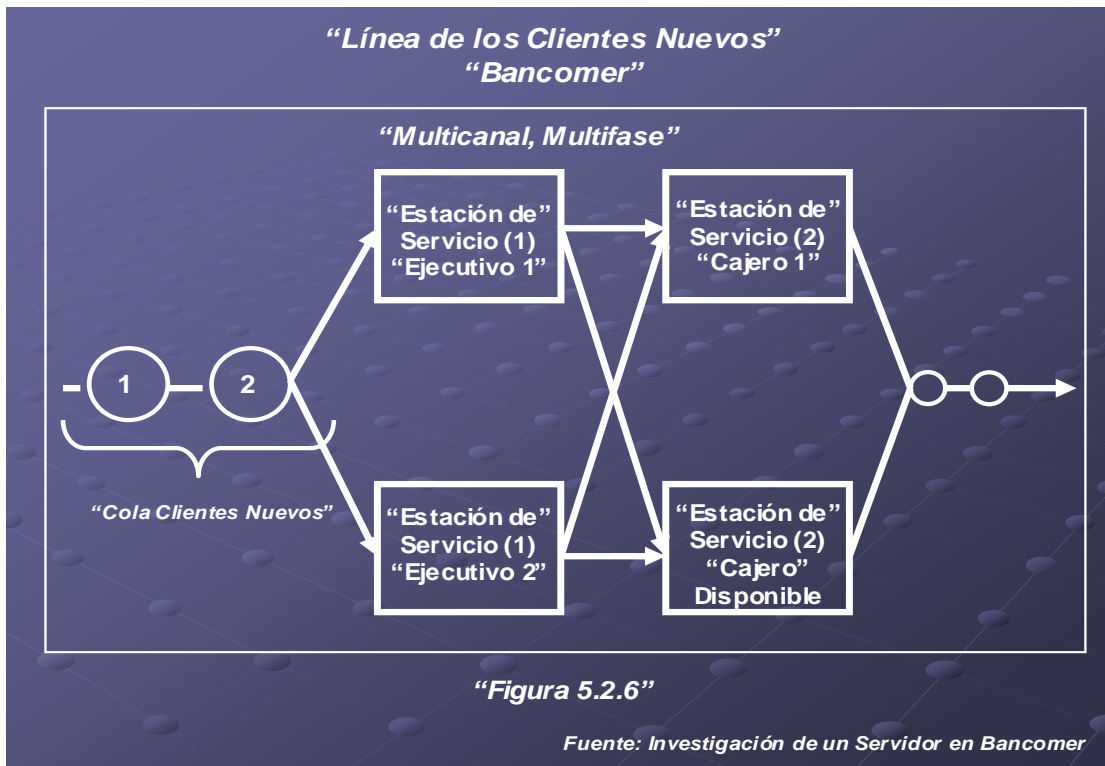 “Línea de los Clientes Nuevos”
“Bancomer”
“Multicanal, Multifase”
“Estación de”
Servicio (1)
“Ejecutivo 1”
“Estación de”
Servicio (2)
“Cajero 1”
1
2
“Cola Clientes Nuevos”
“Estación de”
Servicio (1)
“Ejecutivo 2”
“Estación de”
Servicio (2)
“Cajero”
Disponible
“Figura 5.2.6”
Fuente: Investigación de un Servidor en Bancomer